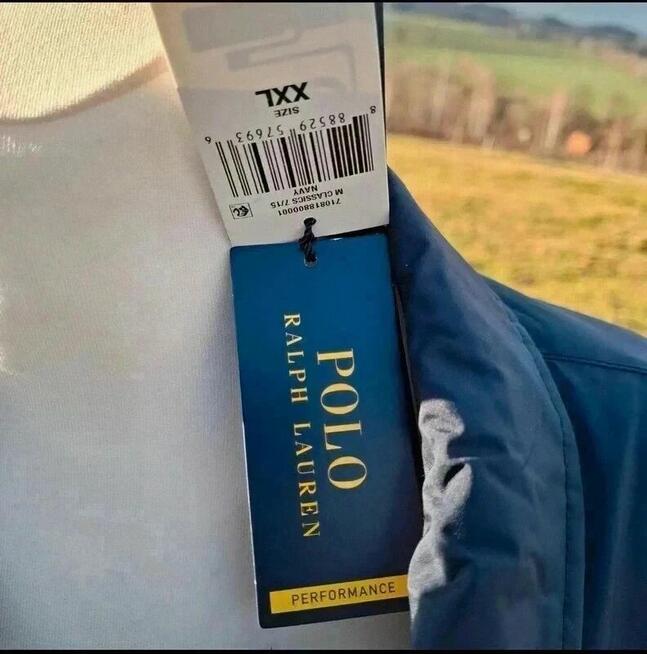 710818800001
M CLASSICS 7/15
NAVY
8 88529 57693 6
SIZE
XXL
POLO
RALPH LAUREN
PERFORMANCE